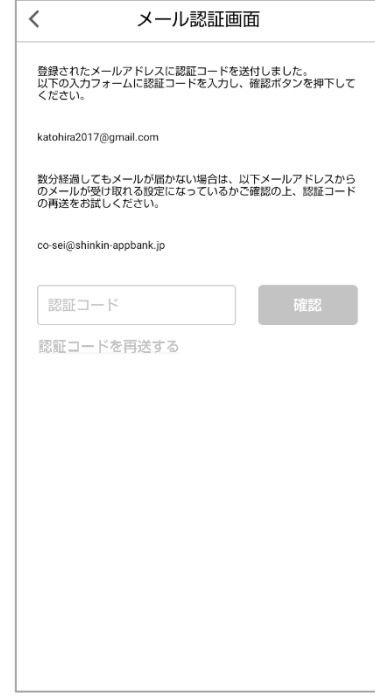 メール認証画面
登録されたメールアドレスに認証コードを送付しました。
以下の入力フォームに認証コードを入力し、確認ボタンを押下して
ください。
katohira2017@gmail.com
数分経過してもメールが届かない場合は、以下メールアドレスから
のメールが受け取れる設定になっているかご確認の上、認証コード
の再送をお試しください。
co-sei@shinkin-appbank.jp
認証コード
確認
認証コードを再送する